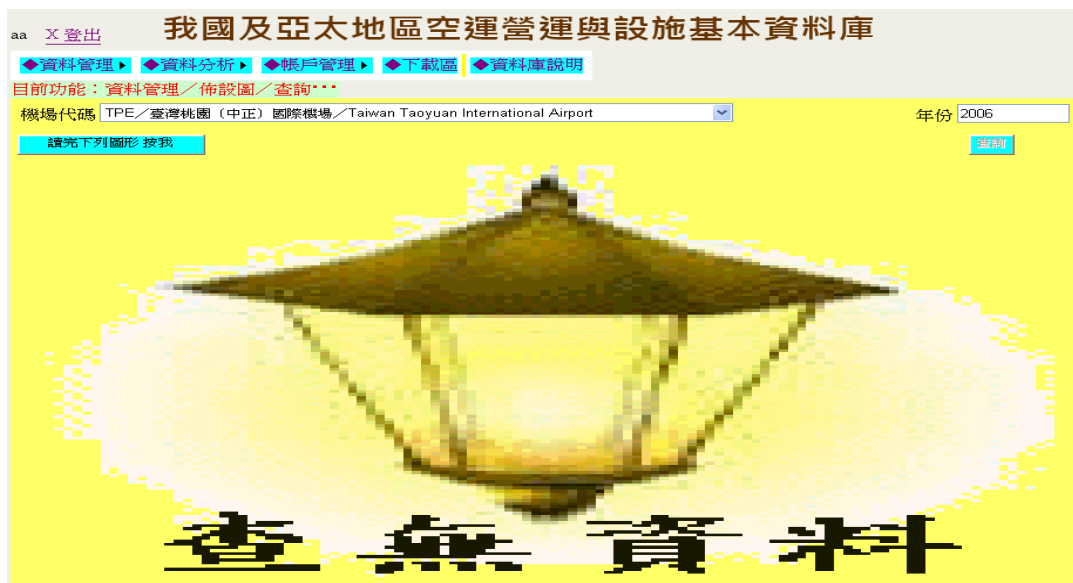 我國及亞太地區空運營運與設施基本資料庫
aa X 登出
◆資料管理▶ ◆資料分析▶ ◆帳戶管理▶ ◆下載區 ◆資料庫說明
目前功能：資料管理／佈設圖／查詢…
機場代碼 TPE／臺灣桃園（中正）國際機場／Taiwan Taoyuan International Airport 年份 2006
讀完下列圖形 按我 查詢
查無資料